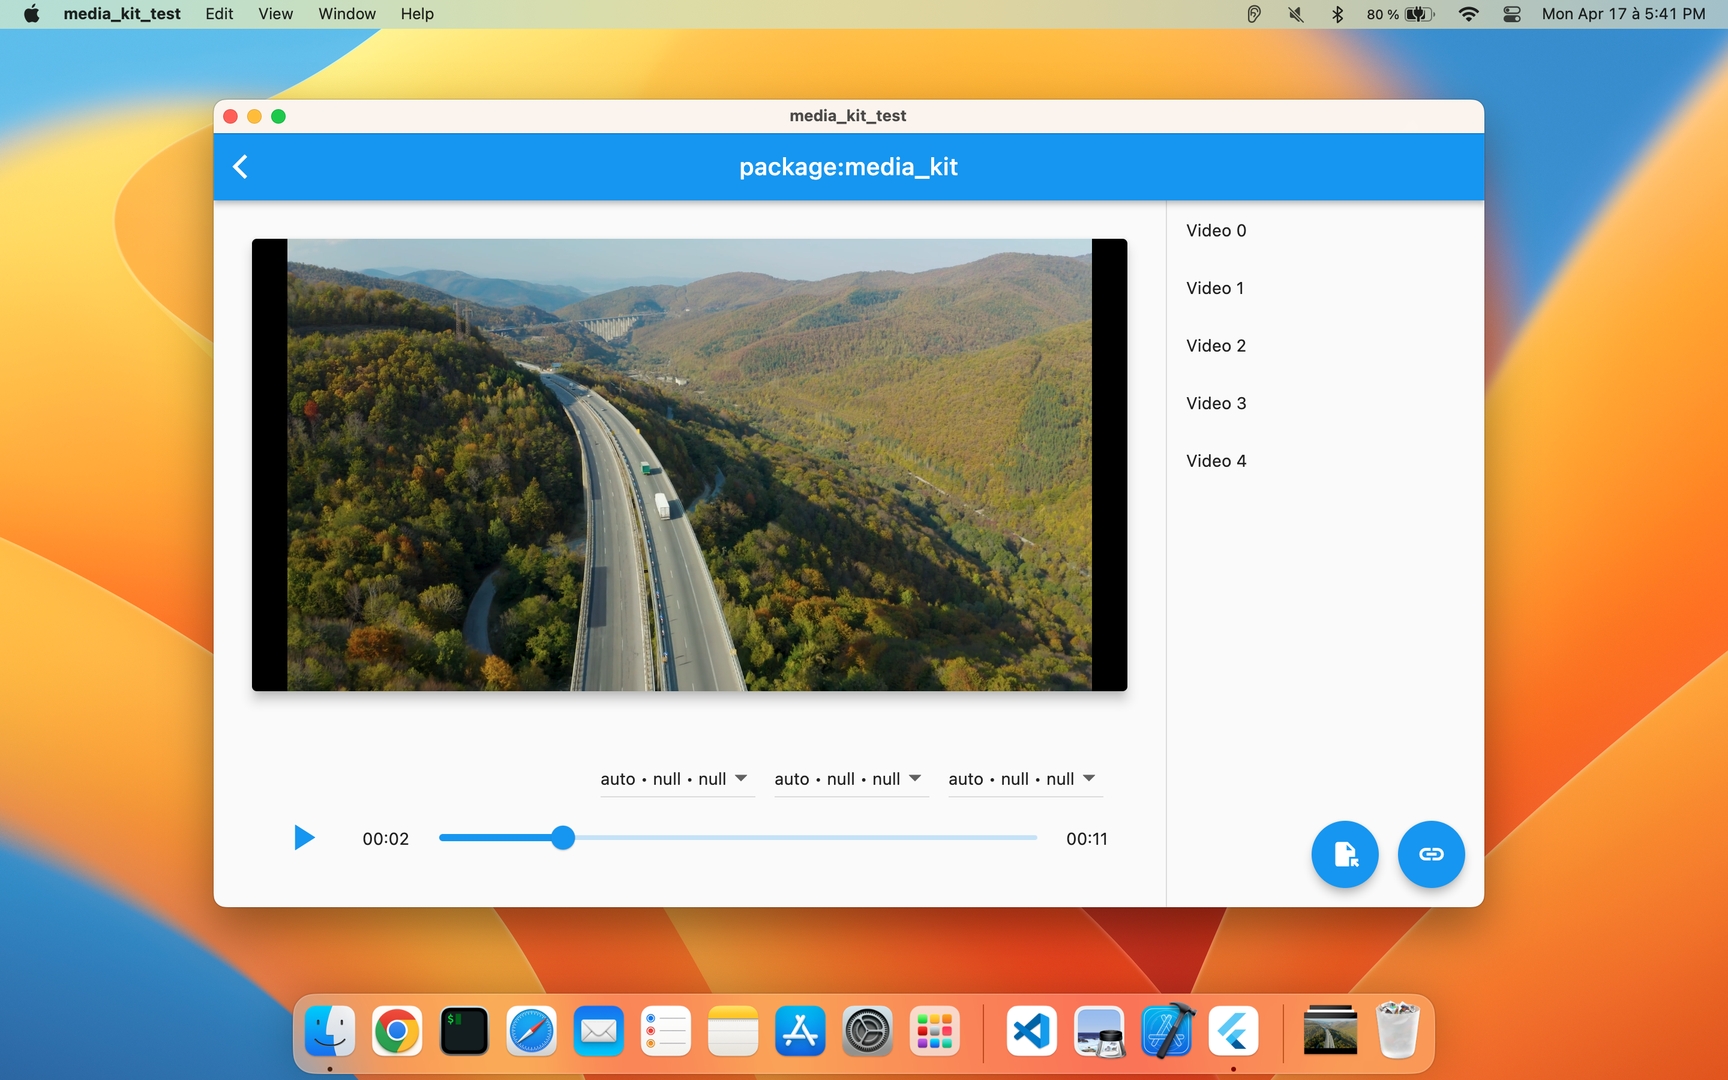 media_kit_test Edit View Window Help 80 % Mon Apr 17 à 5:41 PM
media_kit_test
package:media_kit
Video 0
Video 1
Video 2
Video 3
Video 4
auto • null • null auto • null • null auto • null • null
00:02 00:11
$